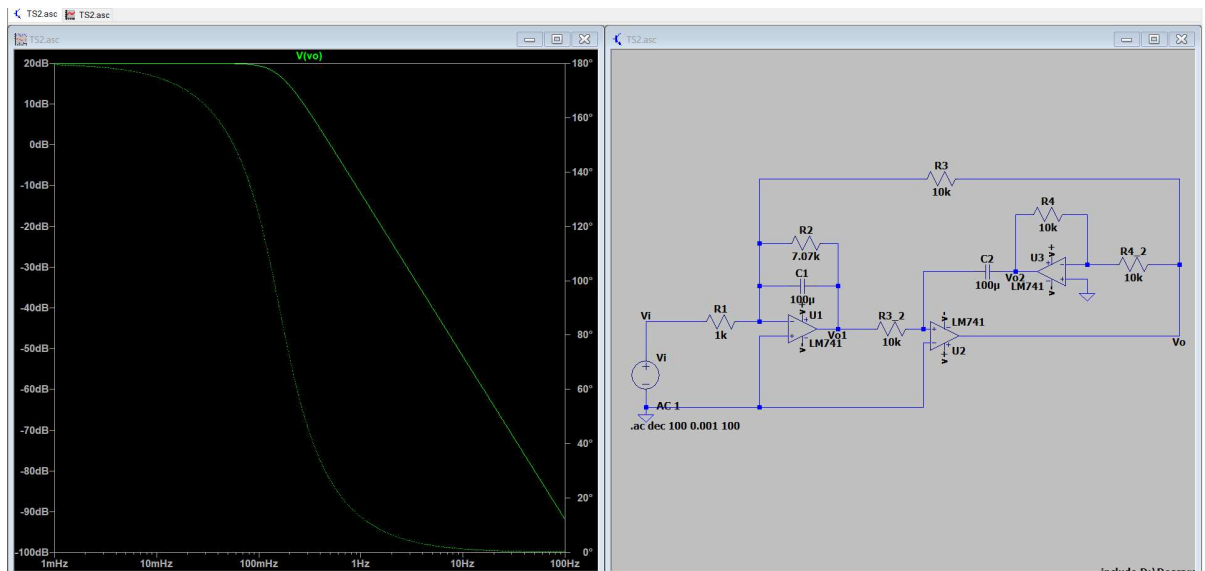 TS2.asc TS2.asc
TS2.asc
V(vo)
20dB
10dB
0dB
-10dB
-20dB
-30dB
-40dB
-50dB
-60dB
-70dB
-80dB
-90dB
-100dB
180°
160°
140°
120°
100°
80°
60°
40°
20°
0°
1mHz 10mHz 100mHz 1Hz 10Hz 100Hz
TS2.asc
R3
10k
R4
10k
R2
7.07k
C2
100µ
U3
V+
V-
LM741
Vo2
R4_2
10k
C1
100µ
Vi
R1
1k
V+
U1
V-
LM741
Vo1
R3_2
10k
V-
LM741
U2
V+
Vo
Vi
AC 1
.ac dec 100 0.001 100